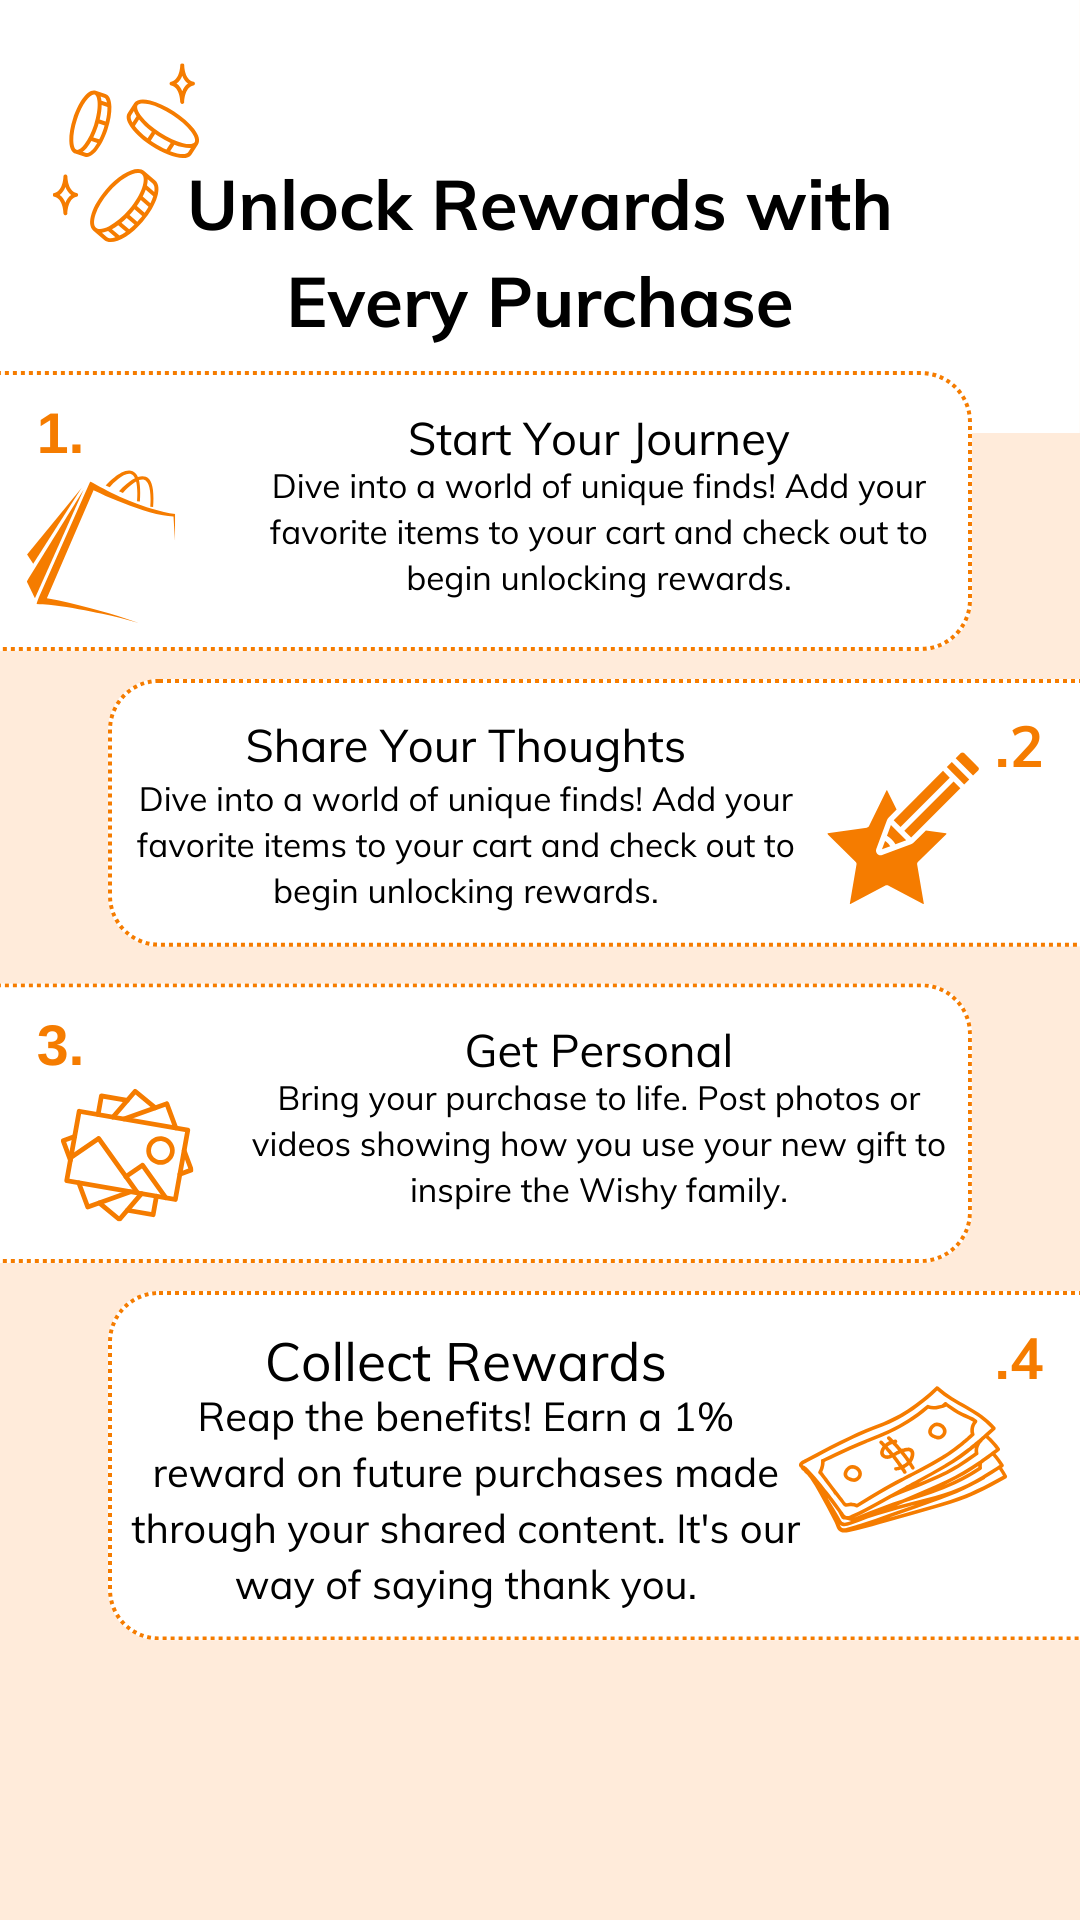 Unlock Rewards with
Every Purchase
1.
Start Your Journey
Dive into a world of unique finds! Add your
favorite items to your cart and check out to
begin unlocking rewards.
.2
Share Your Thoughts
Dive into a world of unique finds! Add your
favorite items to your cart and check out to
begin unlocking rewards.
3.
Get Personal
Bring your purchase to life. Post photos or
videos showing how you use your new gift to
inspire the Wishy family.
.4
Collect Rewards
Reap the benefits! Earn a 1%
reward on future purchases made
through your shared content. It's our
way of saying thank you.
$